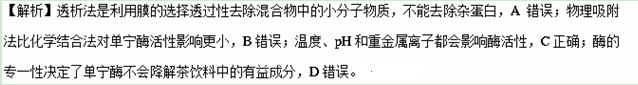 【解析】透析法是利用膜的选择透过性去除混合物中的小分子物质，不能去除杂蛋白，A 错误；物理吸附
法比化学结合法对单宁酶活性影响更小，B 错误；温度、pH 和重金属离子都会影响酶活性，C 正确；酶的
专一性决定了单宁酶不会降解茶饮料中的有益成分，D 错误。